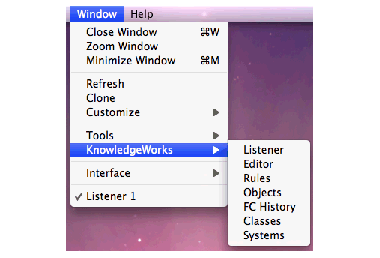 Window Help
Close Window ⌘W
Zoom Window
Minimize Window ⌘M
Refresh
Clone
Customize ▶
Tools ▶
KnowledgeWorks ▶
Interface ▶
✓ Listener 1
Listener
Editor
Rules
Objects
FC History
Classes
Systems